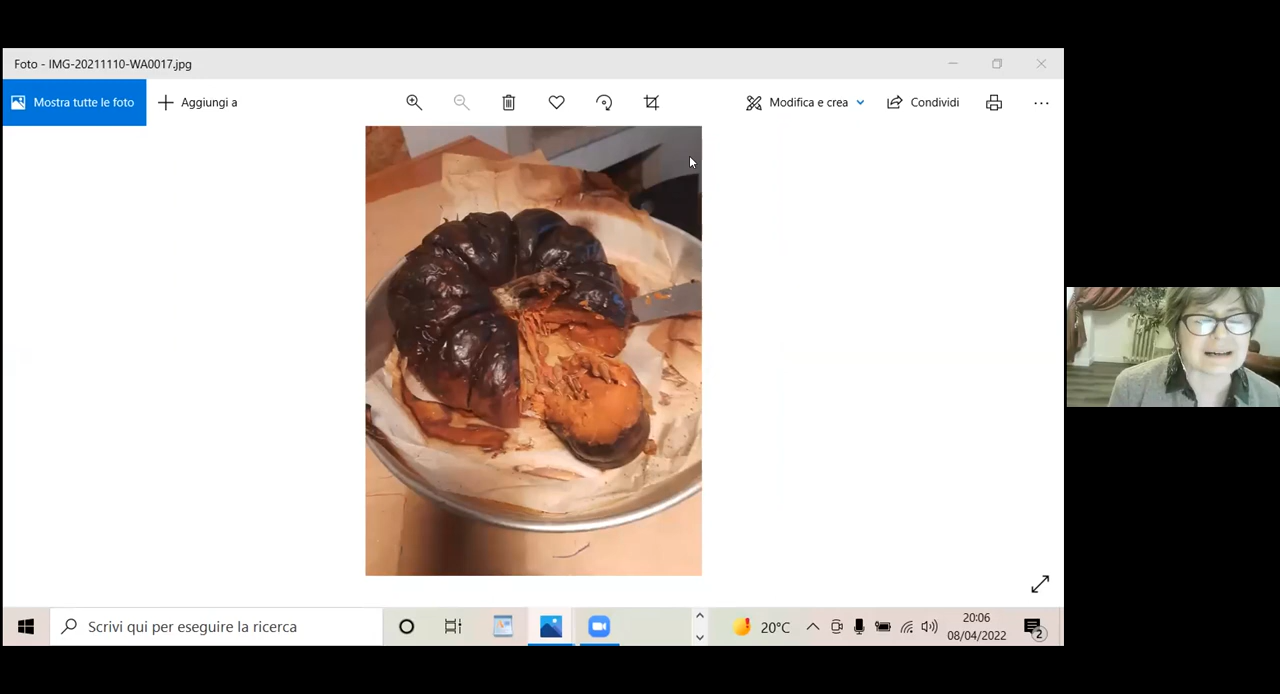 Foto - IMG-20211110-WA0017.jpg
Mostra tutte le foto
Aggiungi a
Modifica e crea
Condividi
Scrivi qui per eseguire la ricerca
20°C
20:06
08/04/2022
2